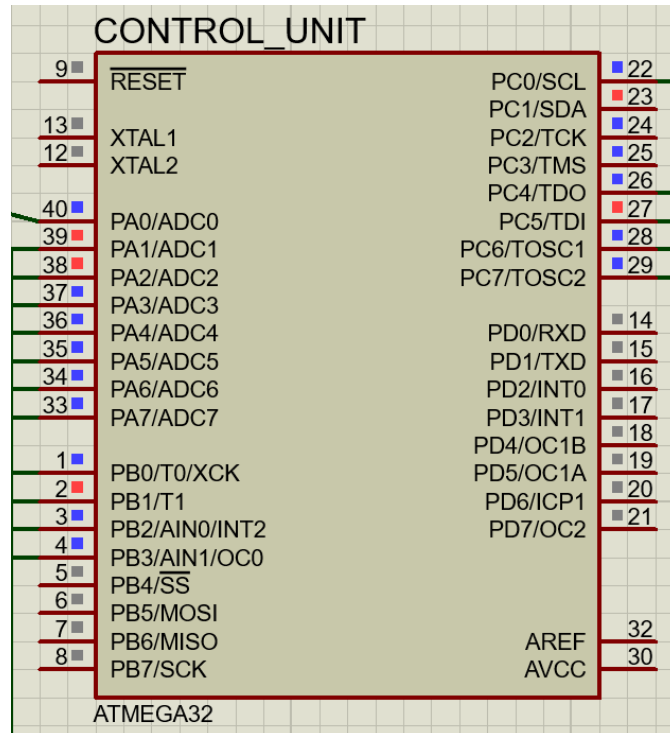 CONTROL_UNIT
9 RESET
13 XTAL1
12 XTAL2
40 PA0/ADC0
39 PA1/ADC1
38 PA2/ADC2
37 PA3/ADC3
36 PA4/ADC4
35 PA5/ADC5
34 PA6/ADC6
33 PA7/ADC7
1 PB0/T0/XCK
2 PB1/T1
3 PB2/AIN0/INT2
4 PB3/AIN1/OC0
5 PB4/SS
6 PB5/MOSI
7 PB6/MISO
8 PB7/SCK
PC0/SCL 22
PC1/SDA 23
PC2/TCK 24
PC3/TMS 25
PC4/TDO 26
PC5/TDI 27
PC6/TOSC1 28
PC7/TOSC2 29
PD0/RXD 14
PD1/TXD 15
PD2/INT0 16
PD3/INT1 17
PD4/OC1B 18
PD5/OC1A 19
PD6/ICP1 20
PD7/OC2 21
AREF 32
AVCC 30
ATMEGA32